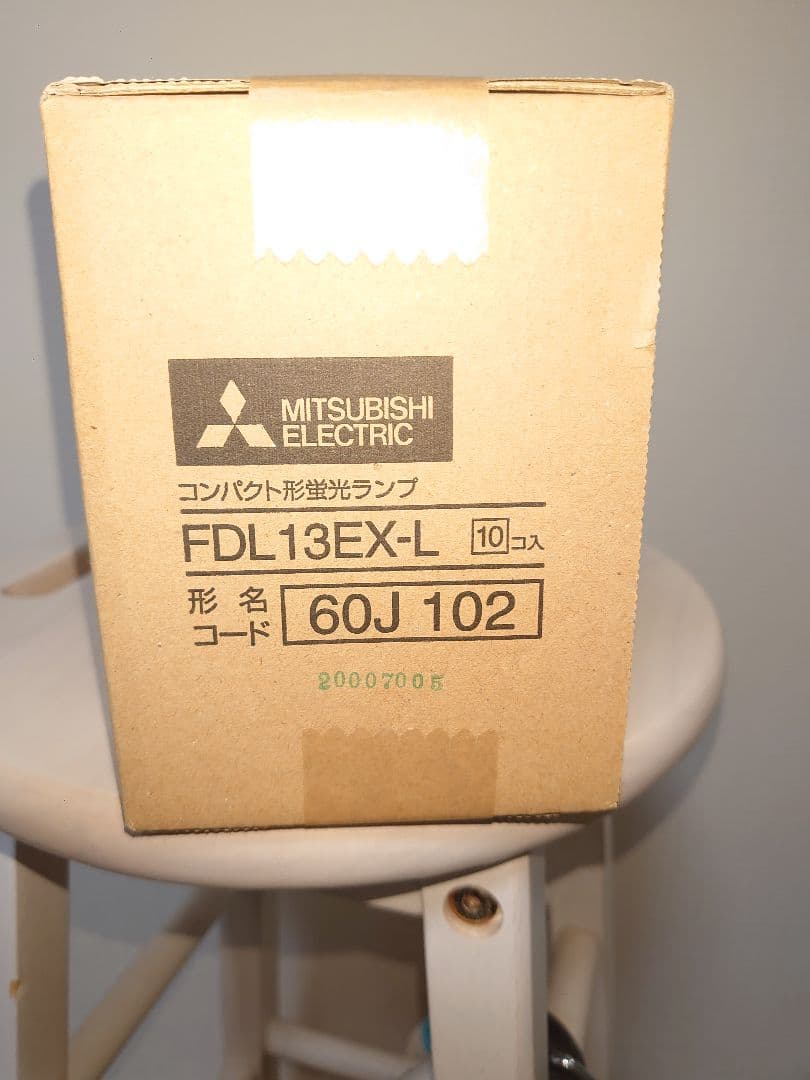 MITSUBISHI
ELECTRIC
コンパクト形蛍光ランプ
FDL13EX-L 10コ入
形名
コード 60J 102
20007005